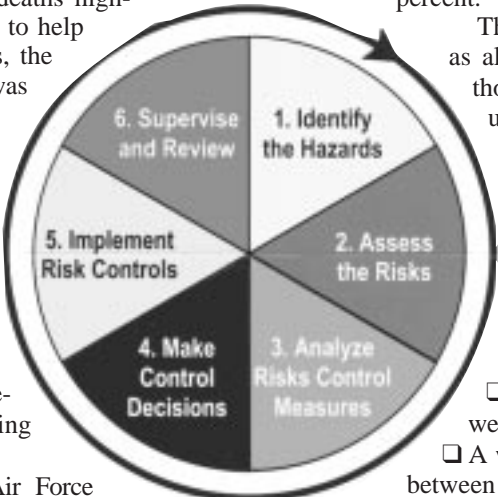 deaths high-
to help
s, the
was
percent.
Th
as al
tho
u
1. Identify
the Hazards
2. Assess
the Risks
3. Analyze
Risks Control
Measures
4. Make
Control
Decisions
5. Implement
Risk Controls
6. Supervise
and Review
e-
ing
Air Force
❏
we
❏ A v
between